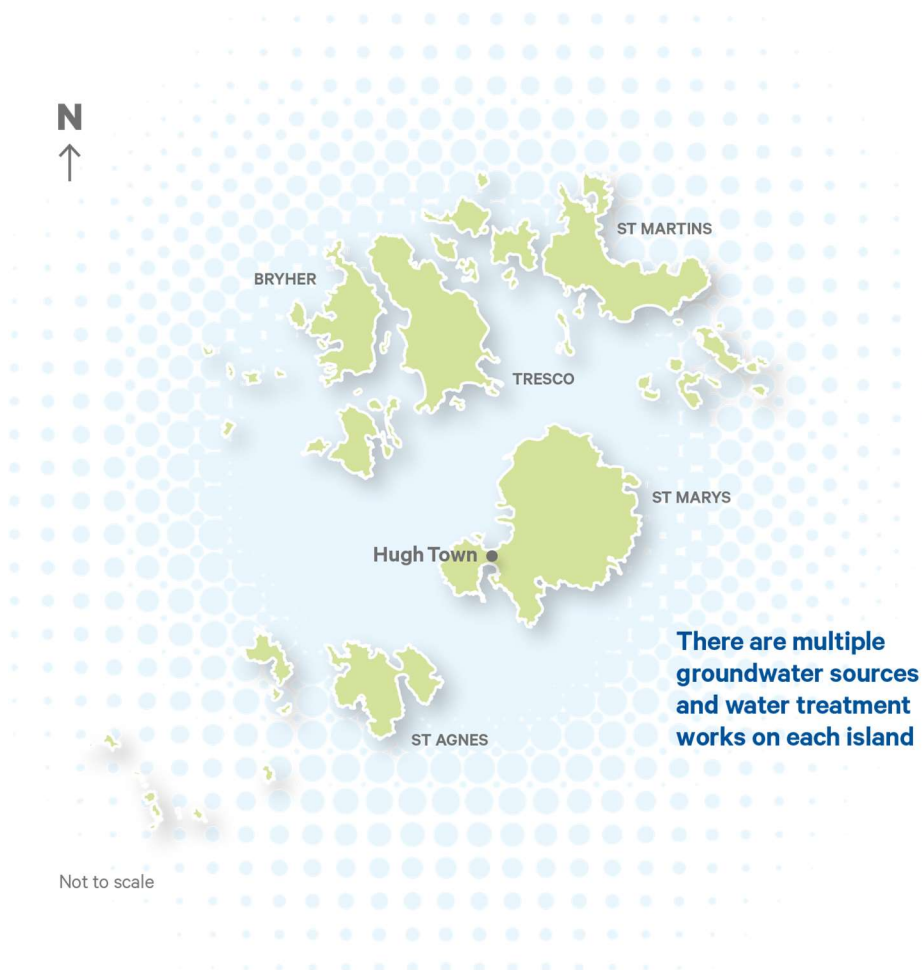 N
ST MARTINS
BRYHER
TRESCO
ST MARYS
Hugh Town
There are multiple
groundwater sources
and water treatment
works on each island
ST AGNES
Not to scale